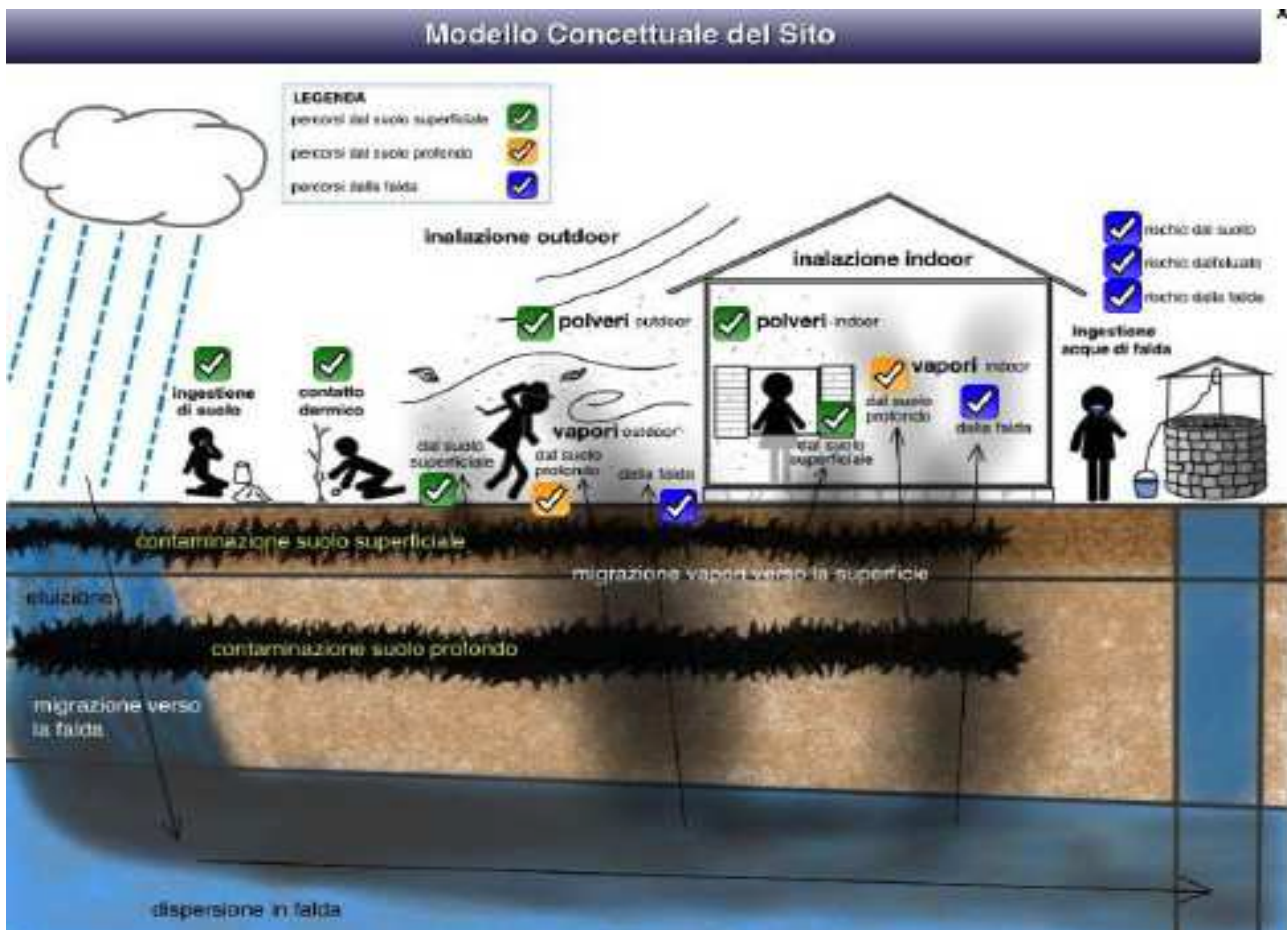 Modello Concettuale del Sito
LEGENDA
percorsi dal suolo superficiale
percorsi dal suolo profondo
percorsi dalla falda
inalazione outdoor
inalazione indoor
rischio dal suolo
rischio dall'eluato
rischio dalla falda
polveri outdoor
polveri indoor
ingestione
acque di falda
ingestione
di suolo
contatto
dermico
vapori outdoor
dal suolo
superficiale
dal suolo
profondo
dalla falda
vapori indoor
dal suolo
profondo
dalla falda
dal suolo
superficiale
contaminazione suolo superficiale
migrazione vapori verso la superficie
eluizione
contaminazione suolo profondo
migrazione verso
la falda
dispersione in falda